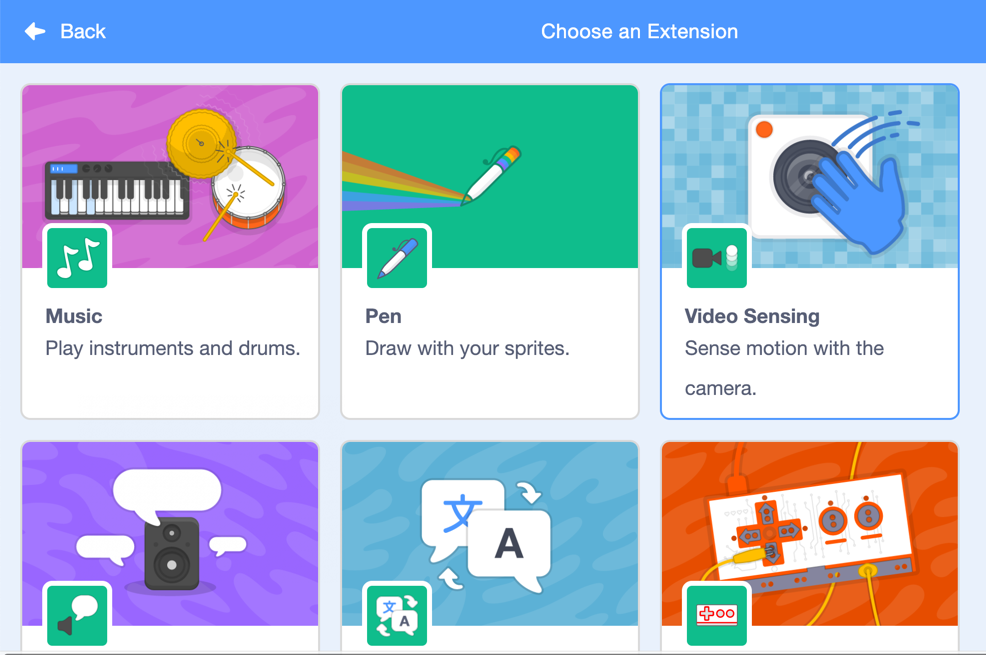 Back
Choose an Extension
Music
Play instruments and drums.
Pen
Draw with your sprites.
Video Sensing
Sense motion with the
camera.
文
A
文
A